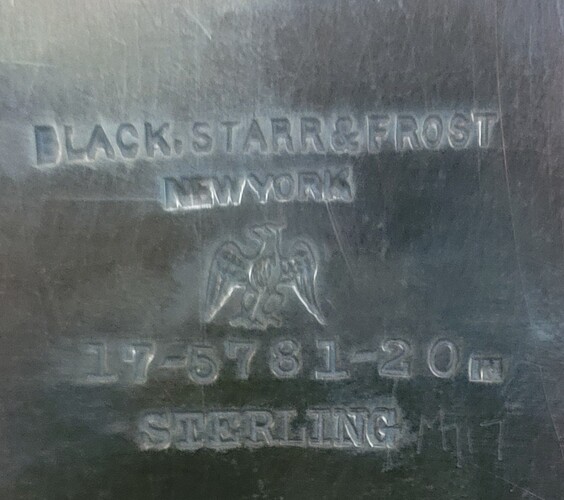 BLACK, STARR & FROST
NEW YORK
17-5781-20
STERLING